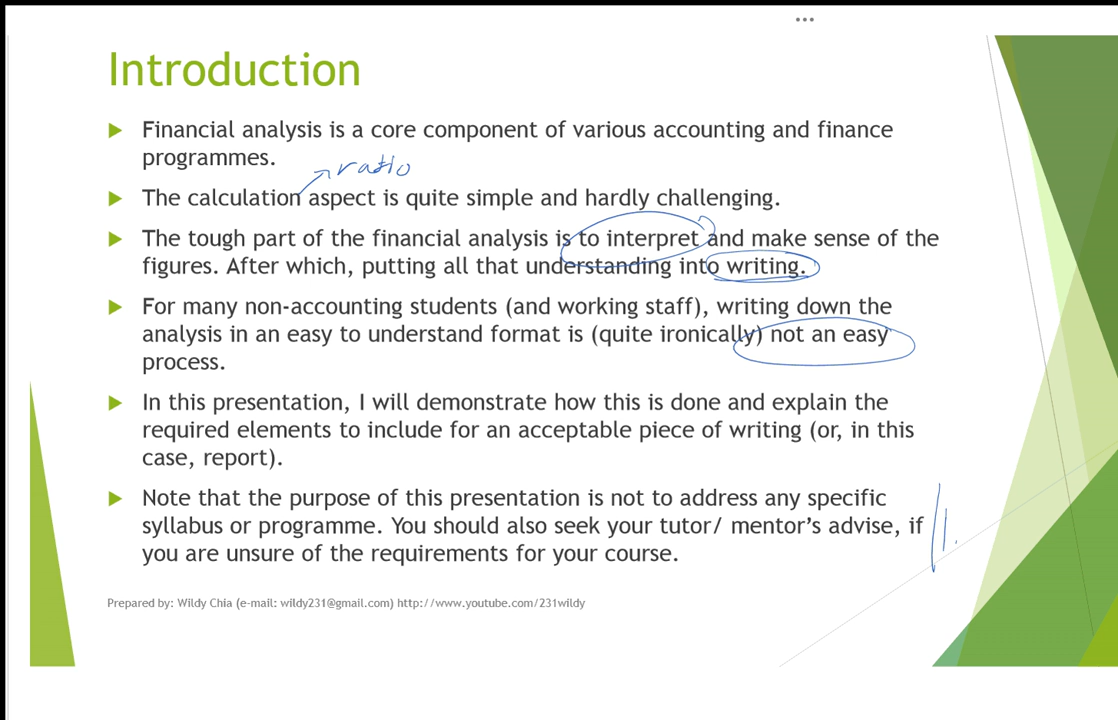 Introduction
Financial analysis is a core component of various accounting and finance
programmes.
ratio
The calculation aspect is quite simple and hardly challenging.
The tough part of the financial analysis is to interpret and make sense of the
figures. After which, putting all that understanding into writing.
For many non-accounting students (and working staff), writing down the
analysis in an easy to understand format is (quite ironically) not an easy
process.
In this presentation, I will demonstrate how this is done and explain the
required elements to include for an acceptable piece of writing (or, in this
case, report).
Note that the purpose of this presentation is not to address any specific
syllabus or programme. You should also seek your tutor/ mentor's advise, if
you are unsure of the requirements for your course.
Prepared by: Wildy Chia (e-mail: wildy231@gmail.com) http://www.youtube.com/231wildy